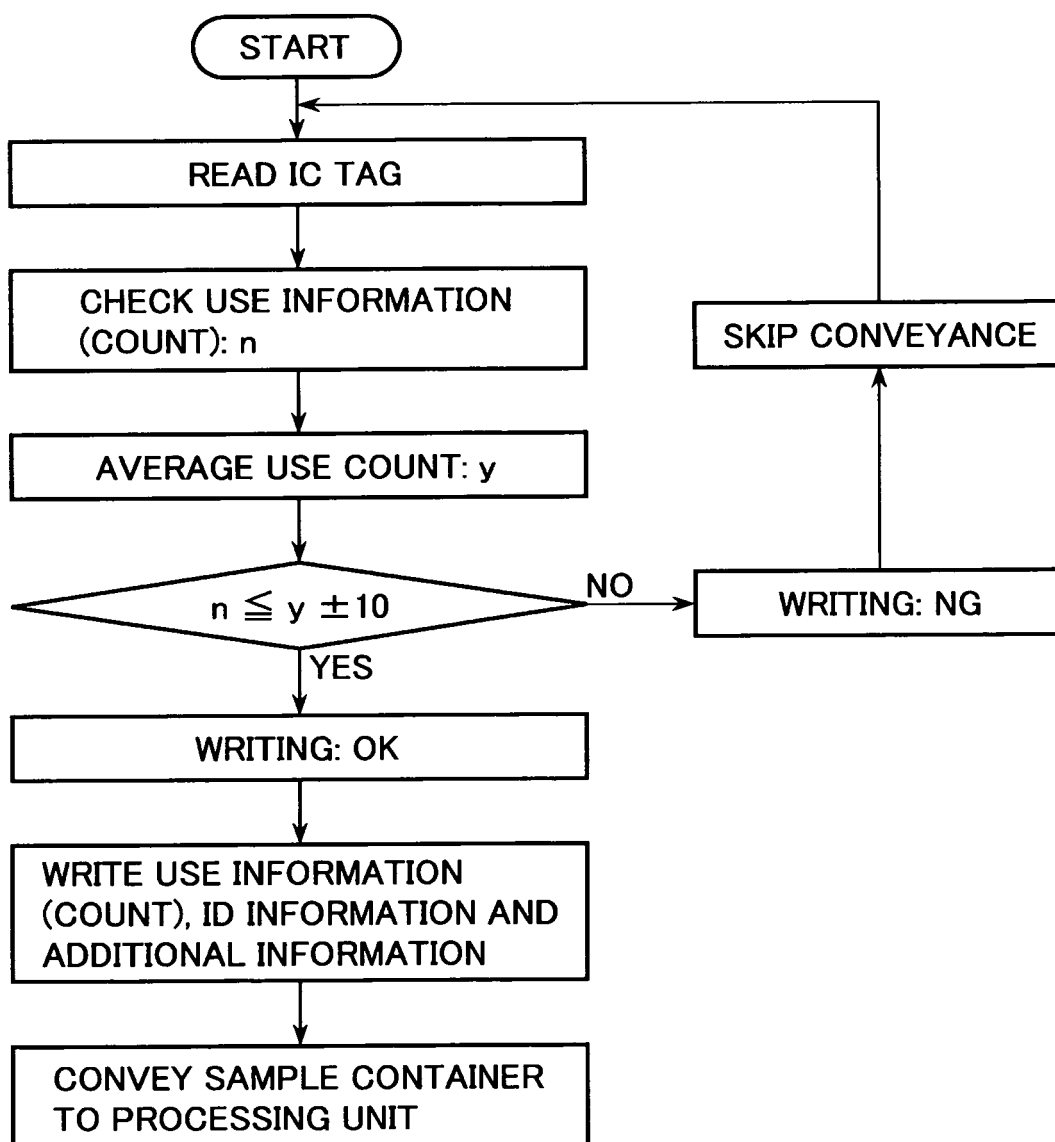 START
READ IC TAG
CHECK USE INFORMATION
(COUNT): n
SKIP CONVEYANCE
AVERAGE USE COUNT: y
n ≦ y ±10
NO
WRITING: NG
YES
WRITING: OK
WRITE USE INFORMATION
(COUNT), ID INFORMATION AND
ADDITIONAL INFORMATION
CONVEY SAMPLE CONTAINER
TO PROCESSING UNIT